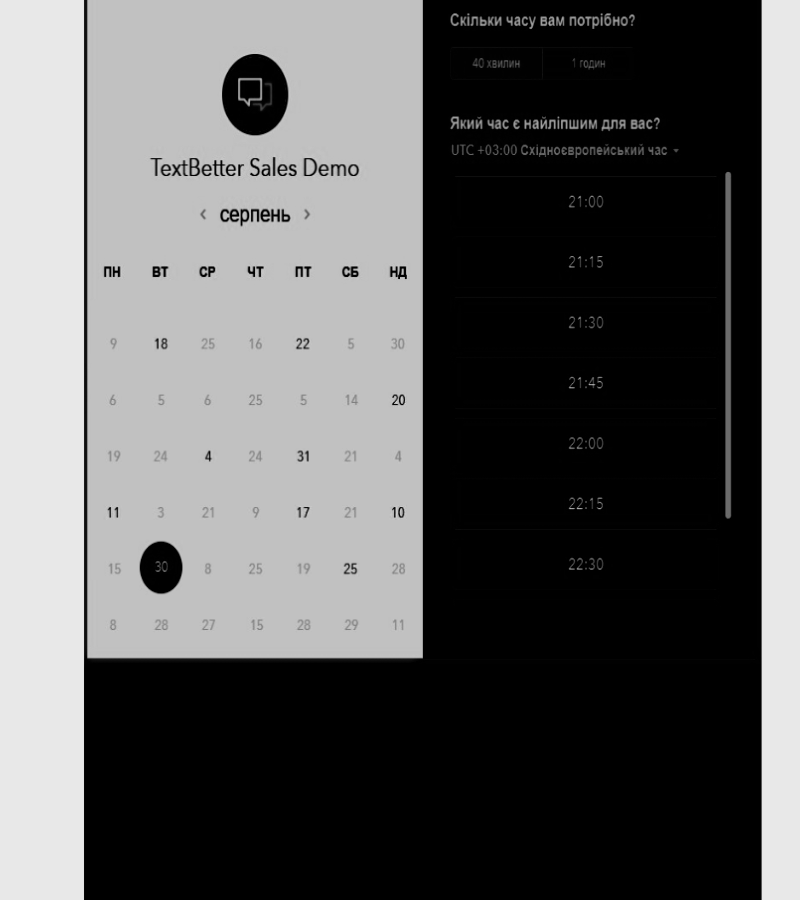 TextBetter Sales Demo
‹ серпень ›
ПН ВТ СР ЧТ ПТ СБ НД
9 18 25 16 22 5 30
6 5 6 25 5 14 20
19 24 4 24 31 21 4
11 3 21 9 17 21 10
15 30 8 25 19 25 28
8 28 27 15 28 29 11
Скільки часу вам потрібно?
40 хвилин 1 годин
Який час є найліпшим для вас?
UTC +03:00 Східноєвропейський час
21:00
21:15
21:30
21:45
22:00
22:15
22:30